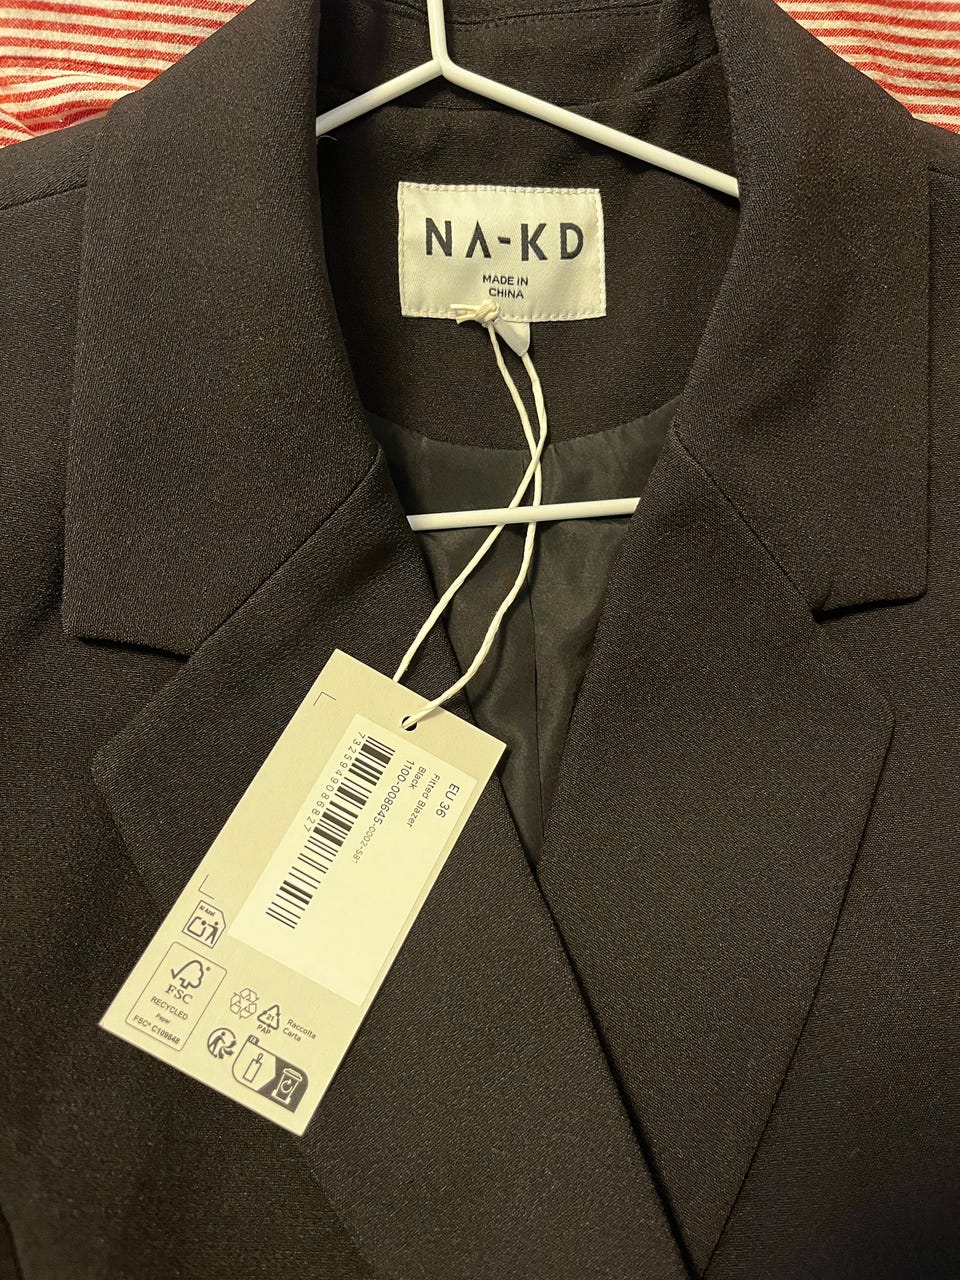 NA-KD
MADE IN
CHINA
EU 36
Fitted Blazer
Black
1100-008645-0002-581
7325949086827
FSC
RECYCLED
Paper
FSC® C109848
21
PAP
Raccolta
Carta
FR